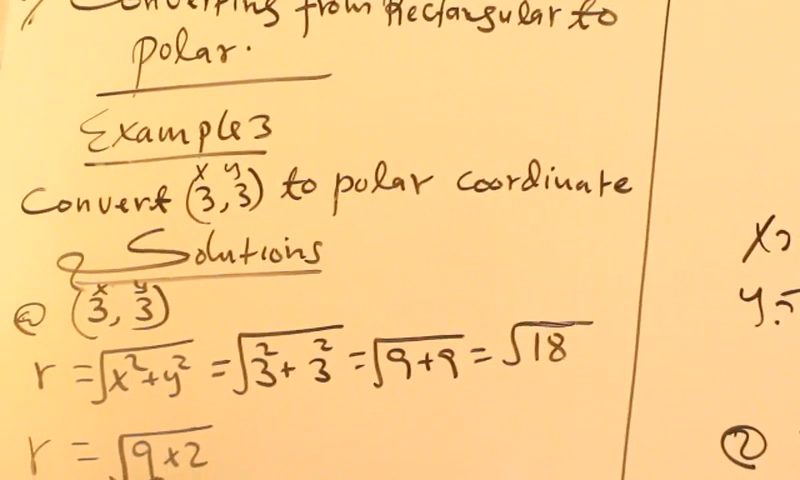 Converting from Rectangular to
polar.
Example 3
x y
Convert (3, 3) to polar coordinate
Solutions
x y
@ (3, 3)
r = √x²+y² = √3²+3² = √9+9 = √18
r = √9×2
②